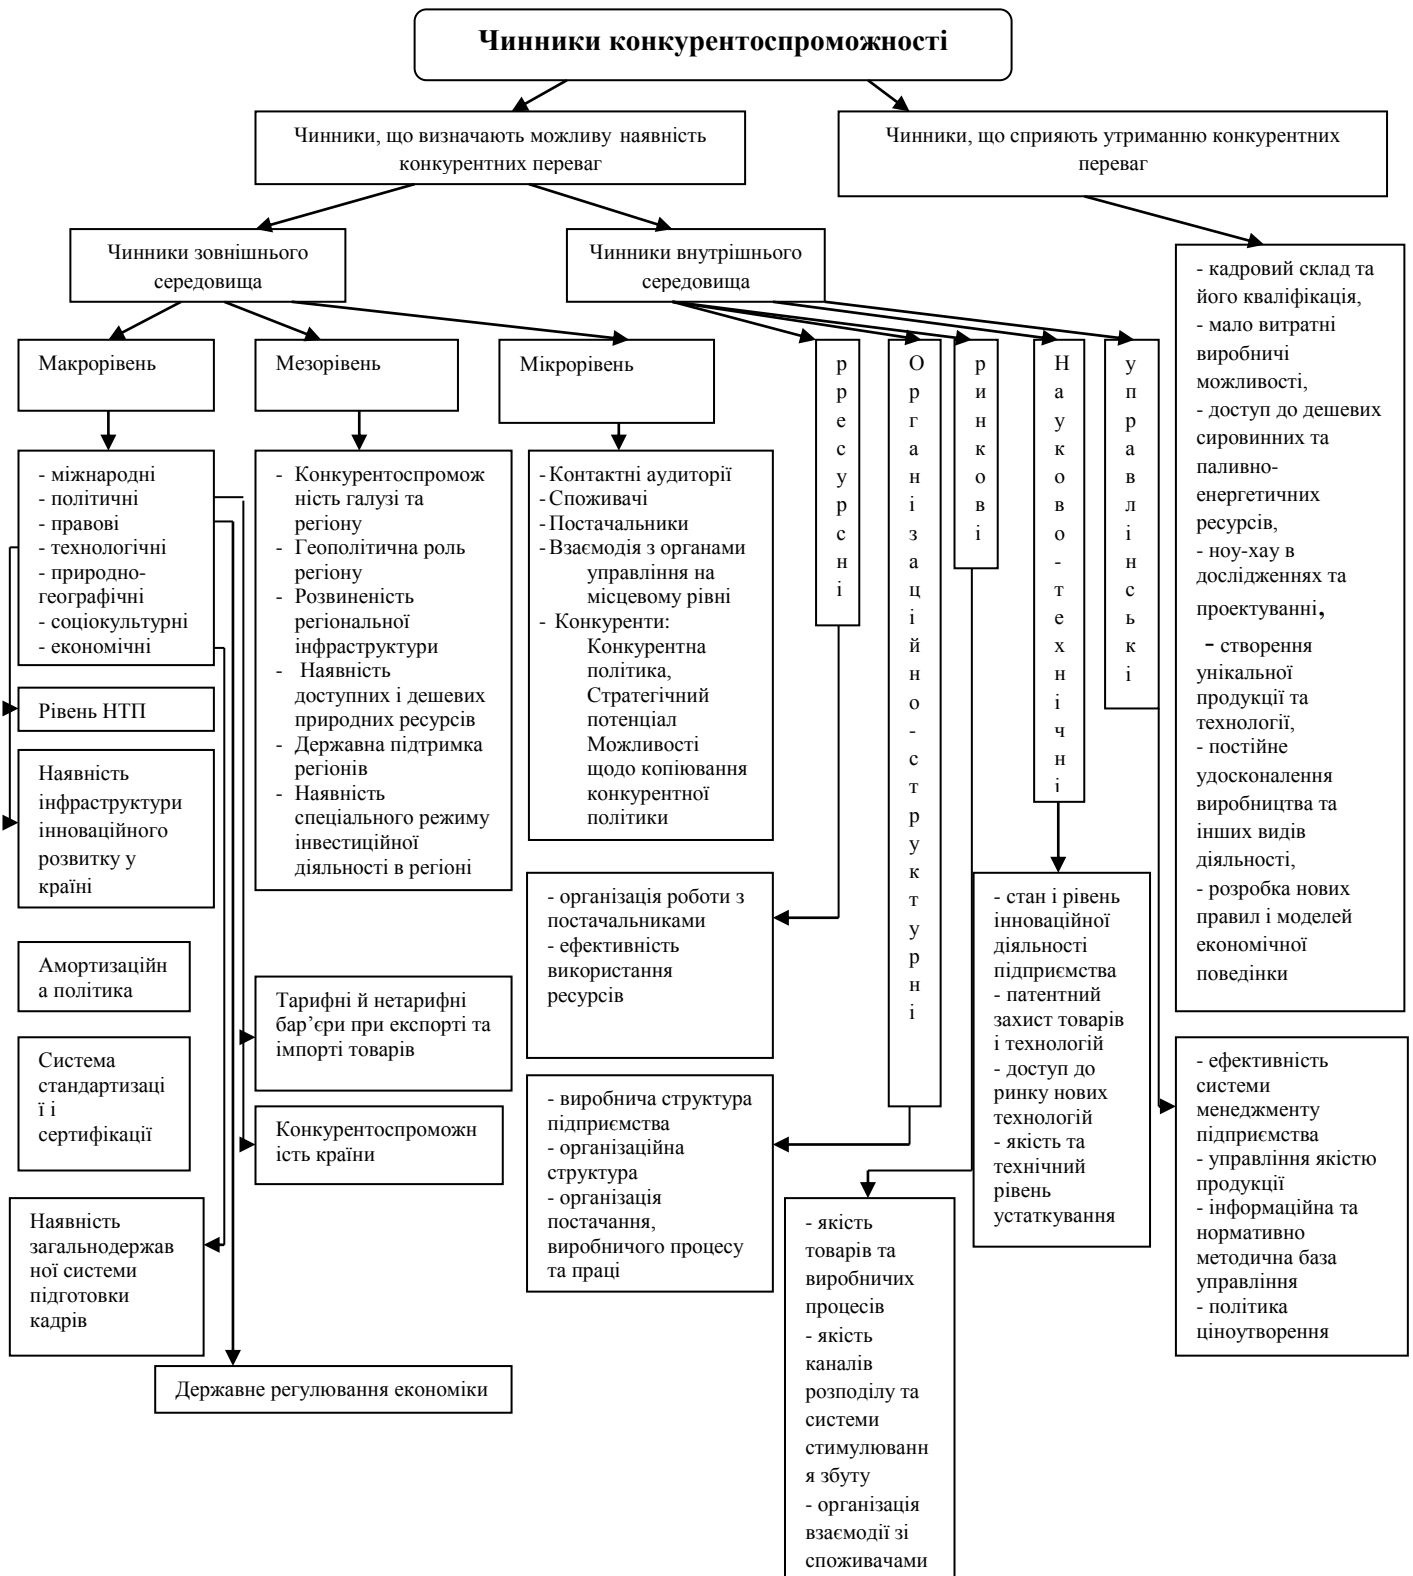 Чинники конкурентоспроможності
Чинники, що визначають можливу наявність
конкурентних переваг
Чинники, що сприяють утриманню конкурентних
переваг
Чинники зовнішнього
середовища
Чинники внутрішнього
середовища
Макрорівень
Мезорівень
Мікрорівень
рресурсні
Організаційно-структурні
ринкові
Науково-технічні
управлінські
- кадровий склад та
його кваліфікація,
- мало витратні
виробничі
можливості,
- доступ до дешевих
сировинних та
паливно-
енергетичних
ресурсів,
- ноу-хау в
дослідженнях та
проектуванні,
- створення
унікальної
продукції та
технології,
- постійне
удосконалення
виробництва та
інших видів
діяльності,
- розробка нових
правил і моделей
економічної
поведінки
- міжнародні
- політичні
- правові
- технологічні
- природно-
географічні
- соціокультурні
- економічні
- Конкурентоспромож
ність галузі та
регіону
- Геополітична роль
регіону
- Розвиненість
регіональної
інфраструктури
- Наявність
доступних і дешевих
природних ресурсів
- Державна підтримка
регіонів
- Наявність
спеціального режиму
інвестиційної
діяльності в регіоні
- Контактні аудиторії
- Споживачі
- Постачальники
- Взаємодія з органами
управління на
місцевому рівні
- Конкуренти:
Конкурентна
політика,
Стратегічний
потенціал
Можливості
щодо копіювання
конкурентної
політики
Рівень НТП
Наявність
інфраструктури
інноваційного
розвитку у
країні
Амортизаційн
а політика
Система
стандартизаці
ї і
сертифікації
Наявність
загальнодержав
ної системи
підготовки
кадрів
Тарифні й нетарифні
бар’єри при експорті та
імпорті товарів
Конкурентоспроможн
ість країни
Державне регулювання економіки
- організація роботи з
постачальниками
- ефективність
використання
ресурсів
- виробнича структура
підприємства
- організаційна
структура
- організація
постачання,
виробничого процесу
та праці
- якість
товарів та
виробничих
процесів
- якість
каналів
розподілу та
системи
стимулюванн
я збуту
- організація
взаємодії зі
споживачами
- стан і рівень
інноваційної
діяльності
підприємства
- патентний
захист товарів
і технологій
- доступ до
ринку нових
технологій
- якість та
технічний
рівень
устаткування
- ефективність
системи
менеджменту
підприємства
- управління якістю
продукції
- інформаційна та
нормативно
методична база
управління
- політика
ціноутворення